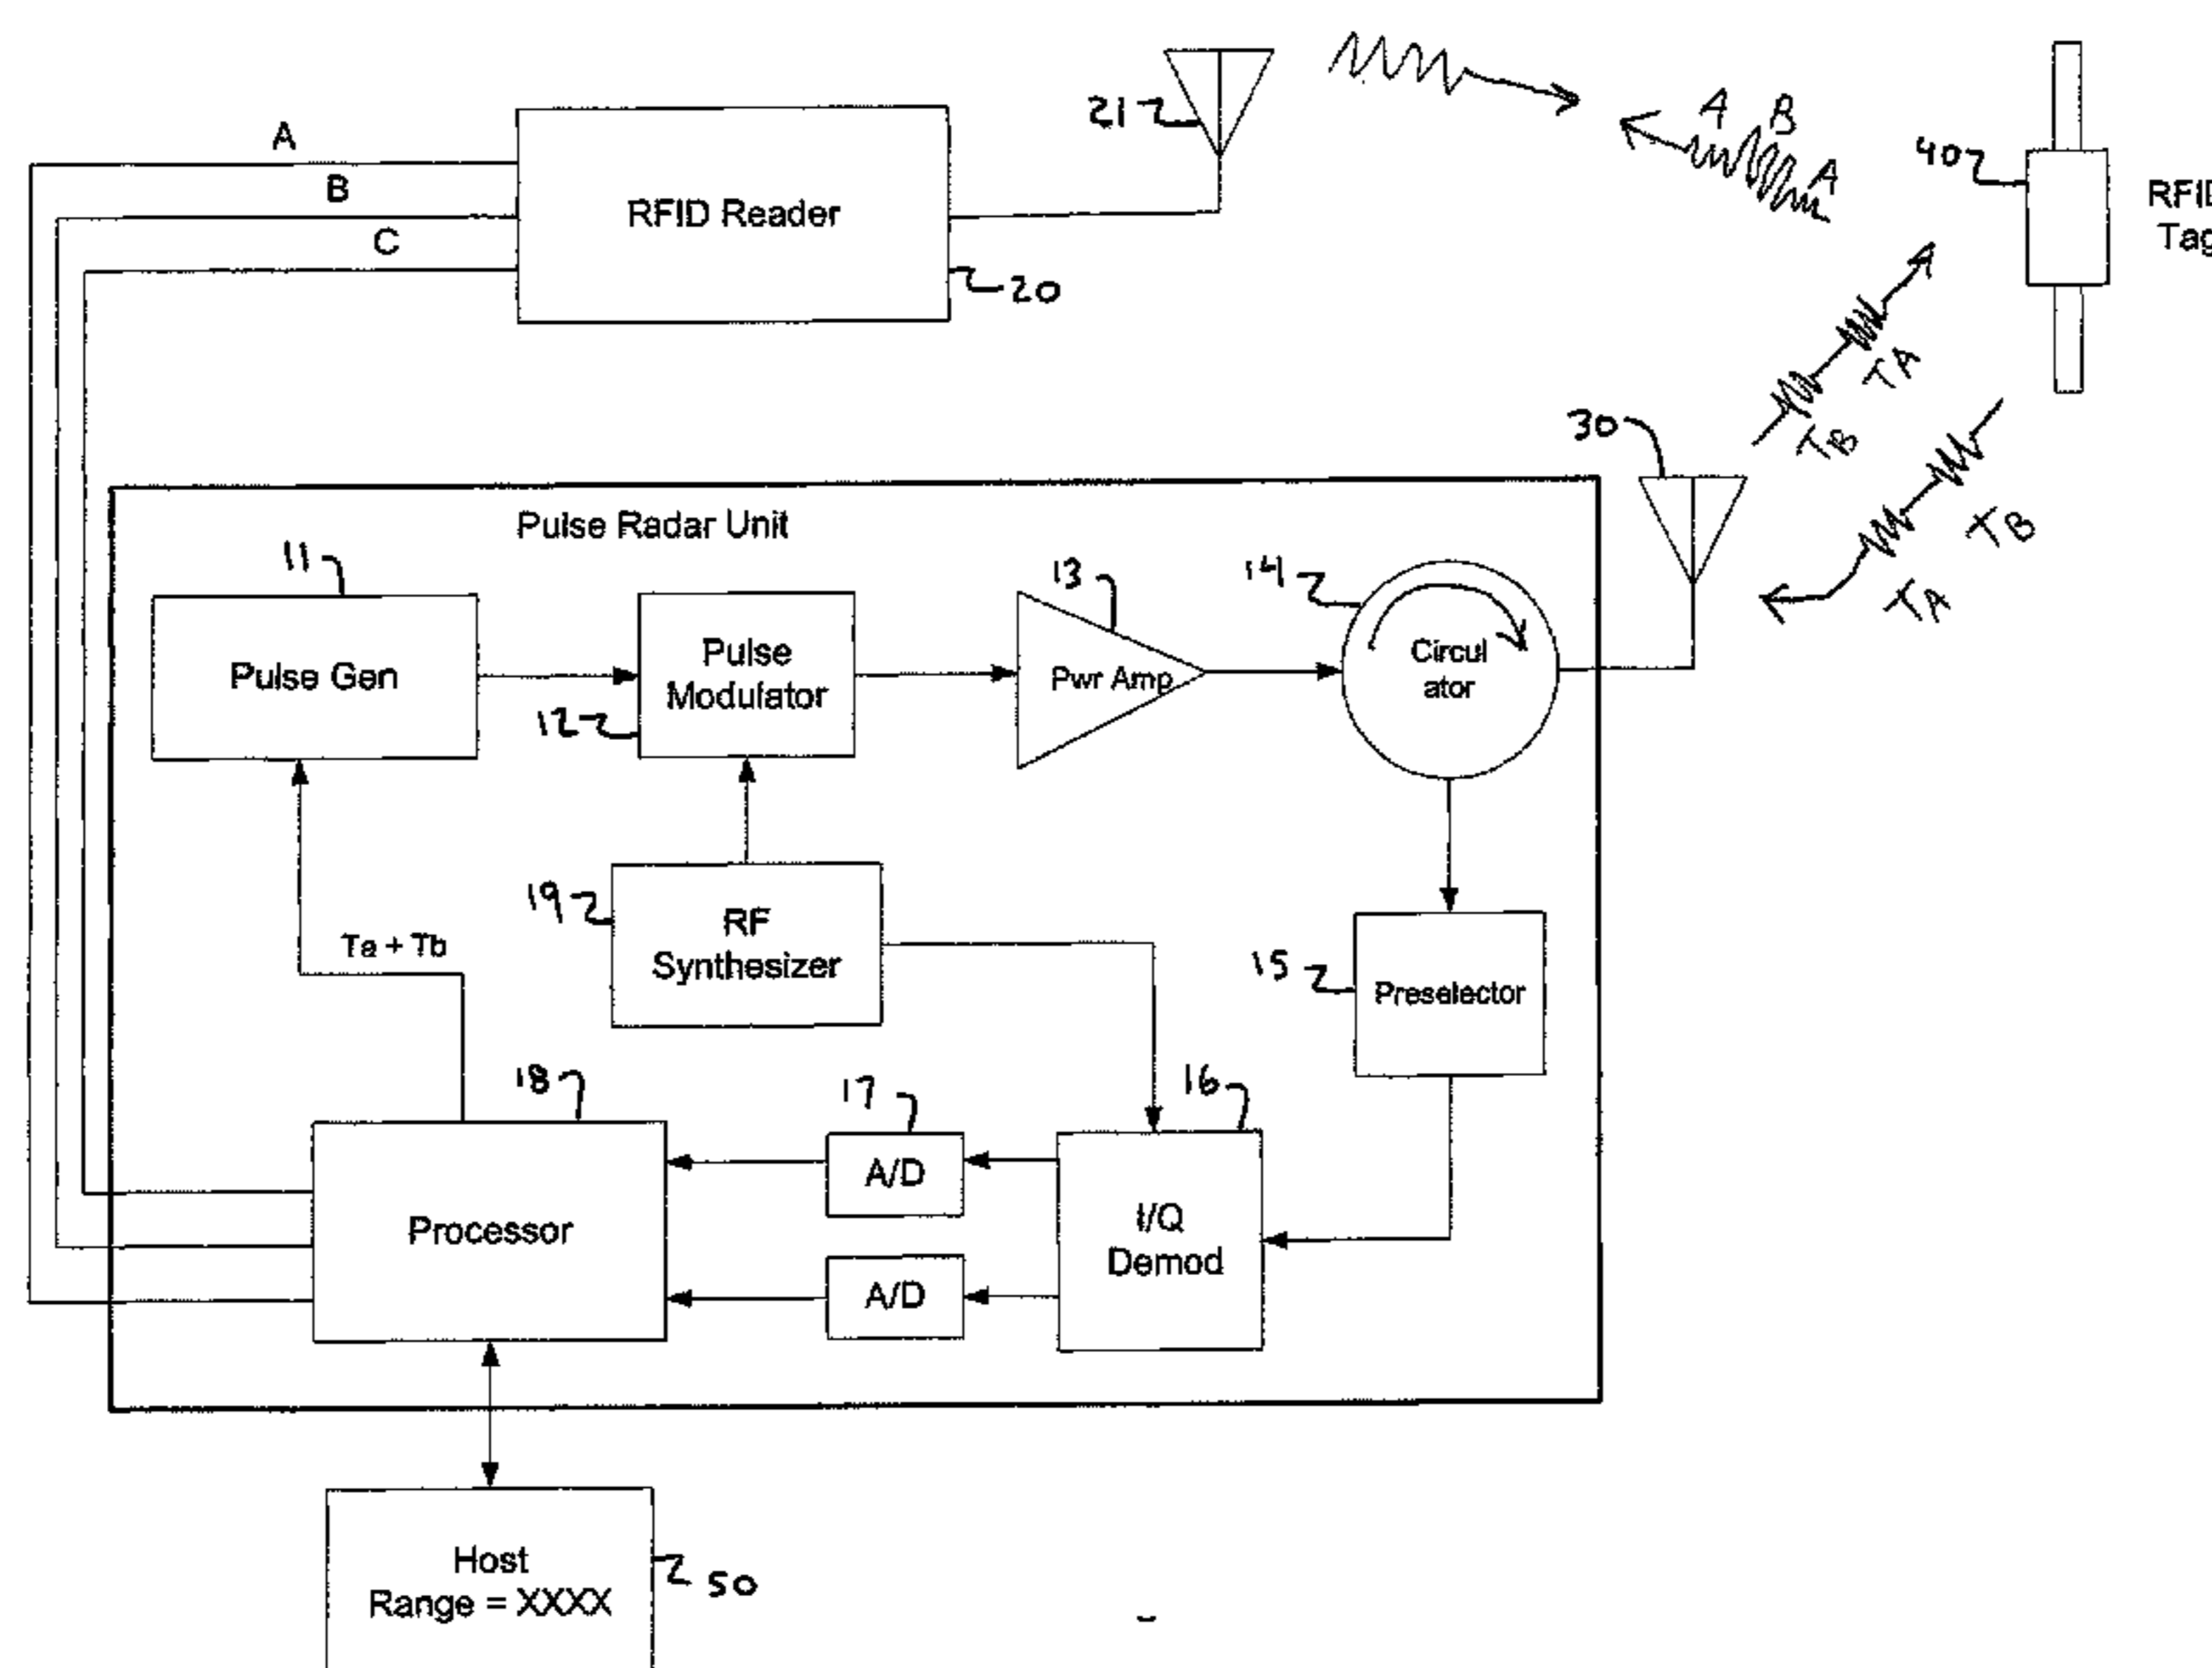 A
B
C
RFID Reader
20
21
A B
A
40
RFID
Tag
TA
TB
TB
TA
30
Pulse Radar Unit
11
Pulse Gen
12
Pulse
Modulator
13
Pwr Amp
14
Circul
ator
19
RF
Synthesizer
15
Preselector
Ta + Tb
18
Processor
17
A/D
A/D
16
I/Q
Demod
Host
Range = XXXX
50